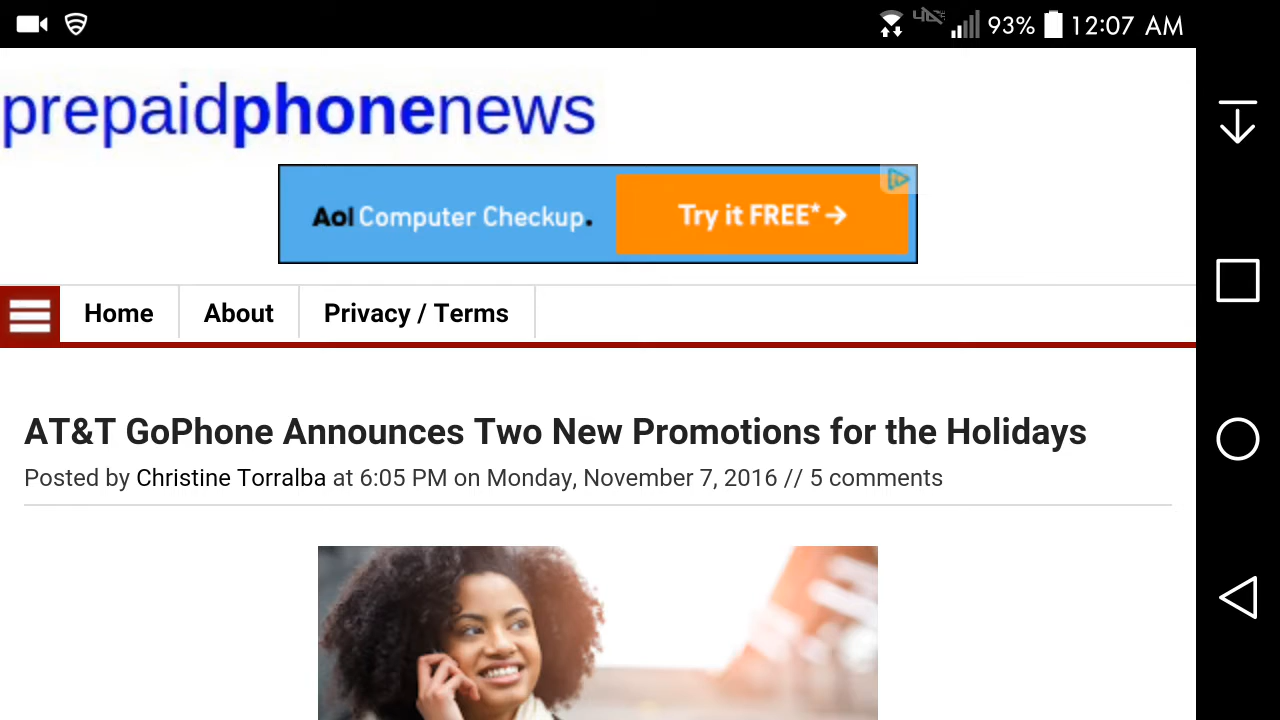 93% 12:07 AM
prepaidphonenews
Aol Computer Checkup. Try it FREE* →
Home About Privacy / Terms
AT&T GoPhone Announces Two New Promotions for the Holidays
Posted by Christine Torralba at 6:05 PM on Monday, November 7, 2016 // 5 comments